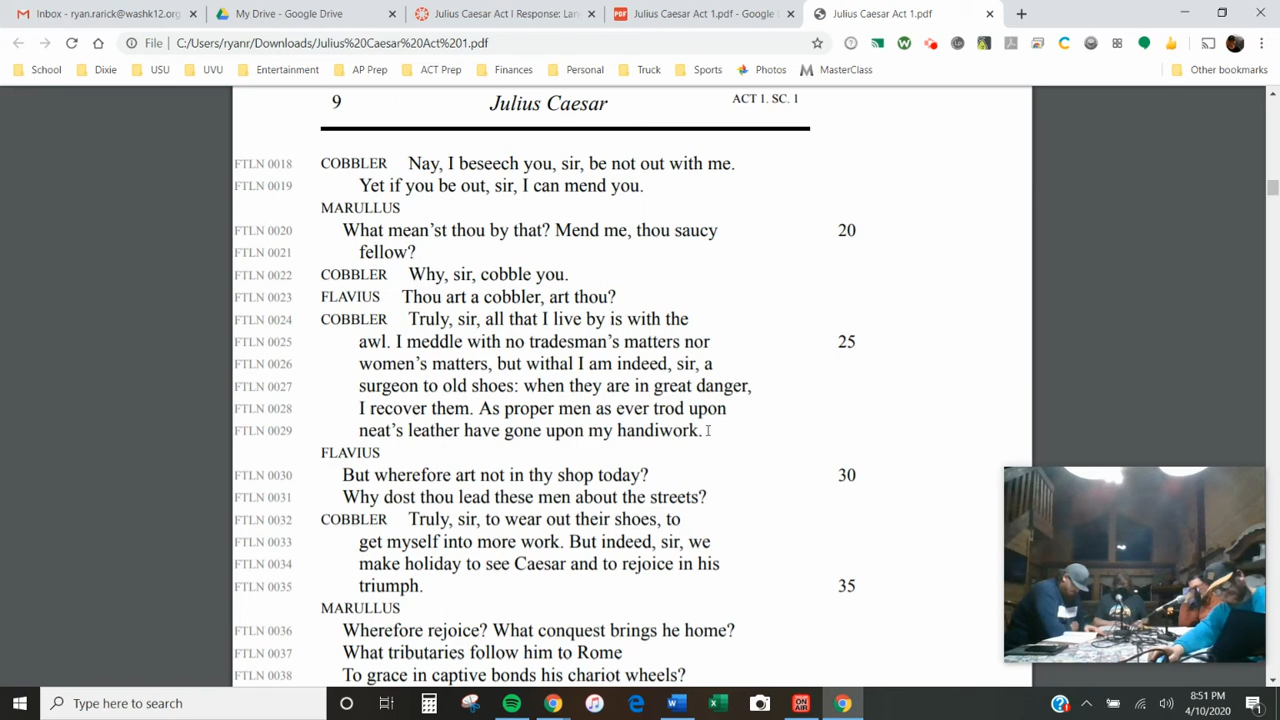 Inbox - ryan.rarick@washk12.org
My Drive - Google Drive
Julius Caesar Act I Response: Lan
Julius Caesar Act 1.pdf - Google
Julius Caesar Act 1.pdf
File | C:/Users/ryanr/Downloads/Julius%20Caesar%20Act%201.pdf
School Dixie USU UVU Entertainment AP Prep ACT Prep Finances Personal Truck Sports Photos MasterClass Other bookmarks
9 Julius Caesar ACT 1. SC. 1
FTLN 0018 COBBLER Nay, I beseech you, sir, be not out with me.
FTLN 0019 Yet if you be out, sir, I can mend you.
MARULLUS
FTLN 0020 What mean'st thou by that? Mend me, thou saucy 20
FTLN 0021 fellow?
FTLN 0022 COBBLER Why, sir, cobble you.
FTLN 0023 FLAVIUS Thou art a cobbler, art thou?
FTLN 0024 COBBLER Truly, sir, all that I live by is with the
FTLN 0025 awl. I meddle with no tradesman's matters nor 25
FTLN 0026 women's matters, but withal I am indeed, sir, a
FTLN 0027 surgeon to old shoes: when they are in great danger,
FTLN 0028 I recover them. As proper men as ever trod upon
FTLN 0029 neat's leather have gone upon my handiwork.
FLAVIUS
FTLN 0030 But wherefore art not in thy shop today? 30
FTLN 0031 Why dost thou lead these men about the streets?
FTLN 0032 COBBLER Truly, sir, to wear out their shoes, to
FTLN 0033 get myself into more work. But indeed, sir, we
FTLN 0034 make holiday to see Caesar and to rejoice in his
FTLN 0035 triumph. 35
MARULLUS
FTLN 0036 Wherefore rejoice? What conquest brings he home?
FTLN 0037 What tributaries follow him to Rome
FTLN 0038 To grace in captive bonds his chariot wheels?
Type here to search
8:51 PM
4/10/2020